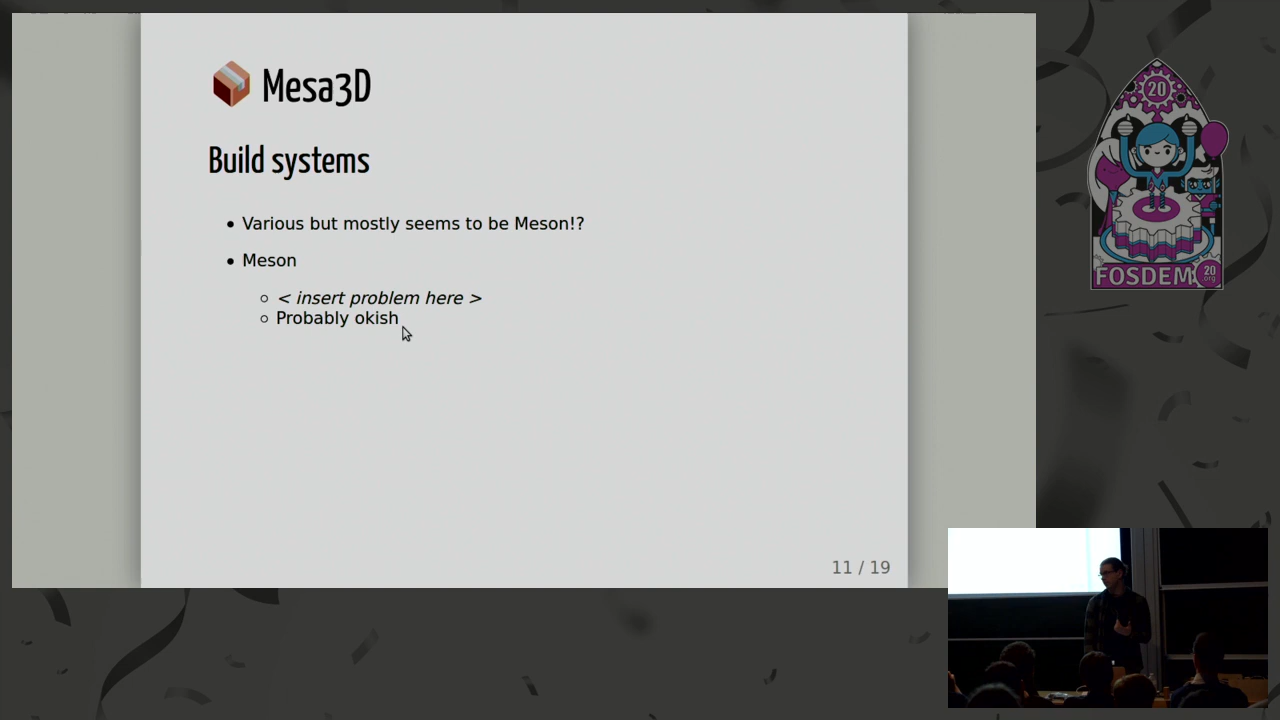 Mesa3D
Build systems
Various but mostly seems to be Meson!?
Meson
< insert problem here >
Probably okish
11 / 19
20
FOSDEM
20
.org